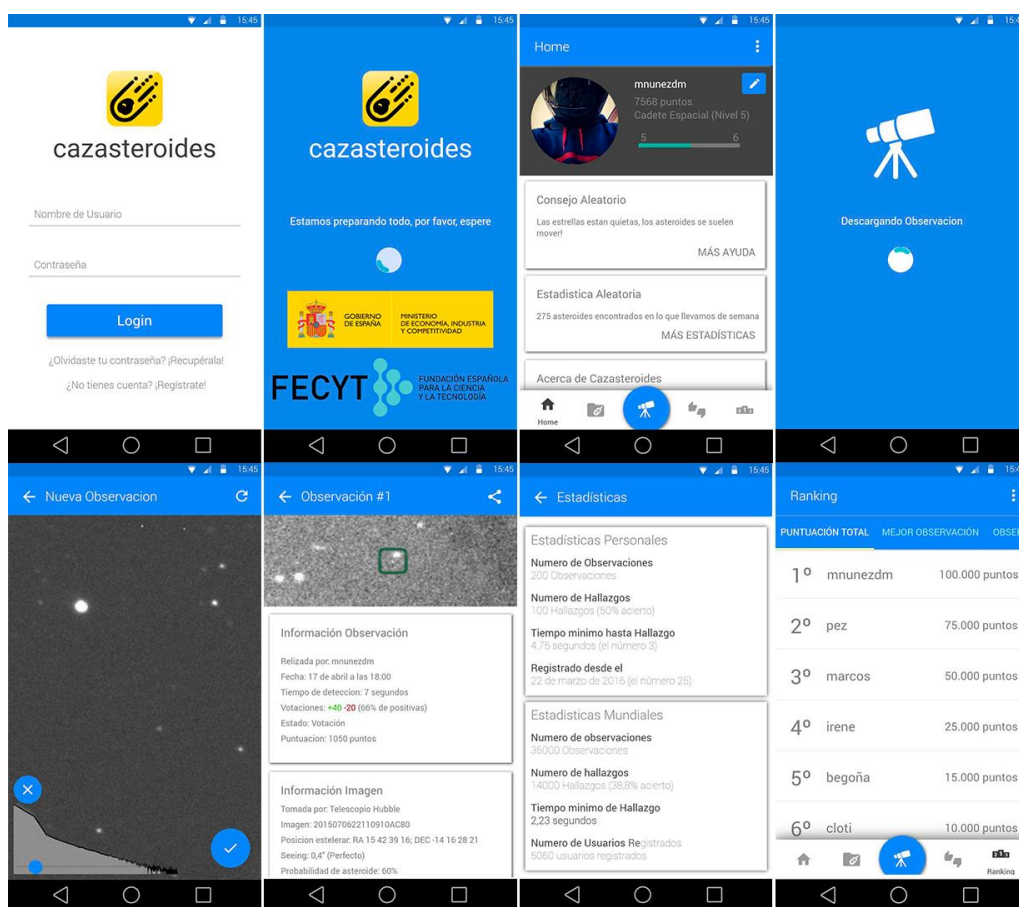 15:45
cazasteroides
Nombre de Usuario
Contraseña
Login
¿Olvidaste tu contraseña? ¡Recupérala!
¿No tienes cuenta? ¡Regístrate!
15:45
cazasteroides
Estamos preparando todo, por favor, espere
GOBIERNO
DE ESPAÑA
MINISTERIO
DE ECONOMÍA, INDUSTRIA
Y COMPETITIVIDAD
FECYT
FUNDACIÓN ESPAÑOLA
PARA LA CIENCIA
Y LA TECNOLOGÍA
15:45
Home
mnunezdm
7568 puntos
Cadete Espacial (Nivel 5)
5 6
Consejo Aleatorio
Las estrellas estan quietas, los asteroides se suelen
mover!
MÁS AYUDA
Estadistica Aleatoria
275 asteroides encontrados en lo que llevamos de semana
MÁS ESTADÍSTICAS
Acerca de Cazasteroides
Home
15:4
Descargando Observacion
15:45
Nueva Observacion
15:45
Observación #1
Información Observación
Relizada por: mnunezdm
Fecha: 17 de abril a las 18:00
Tiempo de deteccion: 7 segundos
Votaciones: +40 -20 (66% de positivas)
Estado: Votación
Puntuacion: 1050 puntos
Información Imagen
Tomada por: Telescopio Hubble
Imagen: 2015070622110910AC80
Posicion estelerar: RA 15 42 39 16; DEC -14 16 28 21
Seeing: 0,4" (Perfecto)
Probabilidad de asteroide: 60%
15:45
Estadísticas
Estadísticas Personales
Numero de Observaciones
200 Observaciones
Numero de Hallazgos
100 Hallazgos (50% acierto)
Tiempo minimo hasta Hallazgo
4.75 segundos (el número 3)
Registrado desde el
22 de marzo de 2016 (el número 25)
Estadisticas Mundiales
Numero de observaciones
36000 Observaciones
Numero de hallazgos
14000 Hallazgos (38,8% acierto)
Tiempo minimo de Hallazgo
2,23 segundos
Numero de Usuarios Registrados
5060 usuarios registrados
15:4
Ranking
PUNTUACIÓN TOTAL MEJOR OBSERVACIÓN OBSER
1º mnunezdm 100.000 puntos
2º pez 75.000 puntos
3º marcos 50.000 puntos
4º irene 25.000 puntos
5º begoña 15.000 puntos
6º cloti 10.000 puntos
Ranking